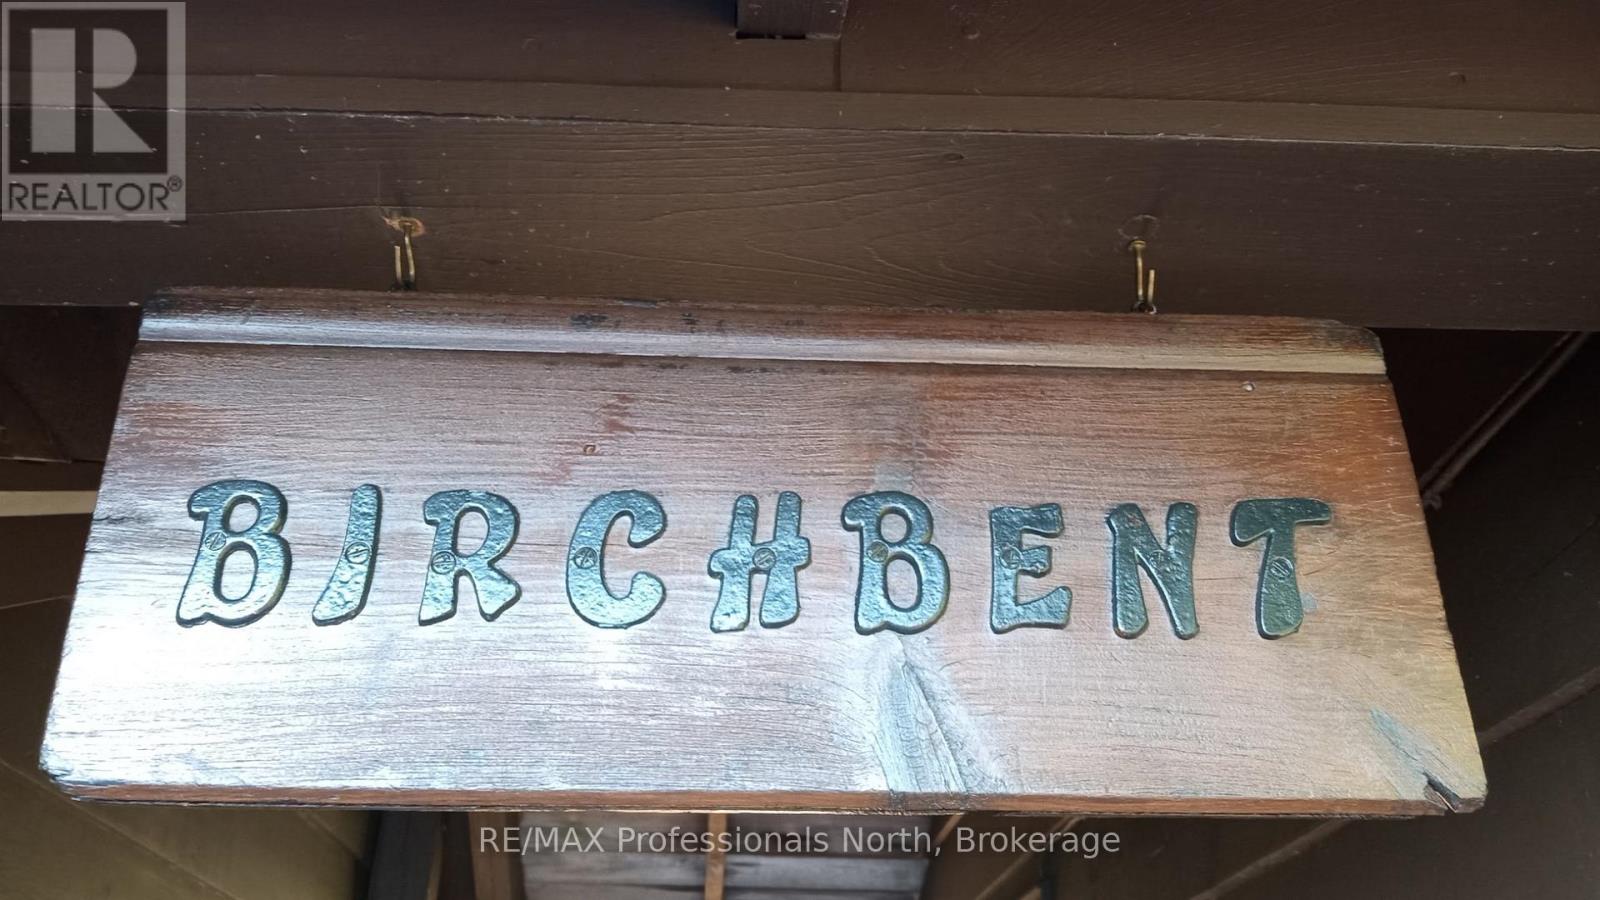 R
REALTOR®
BIRCHBENT
RE/MAX Professionals North, Brokerage